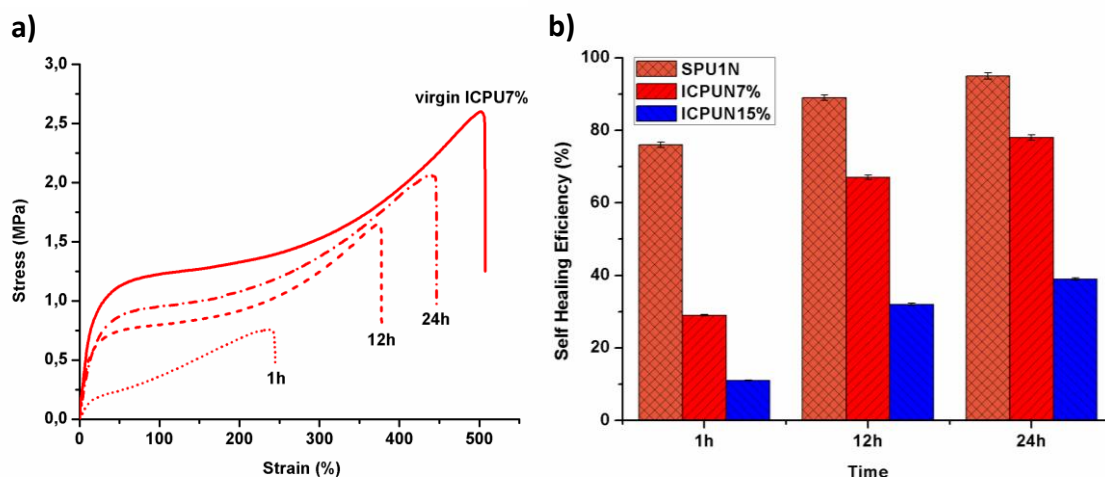 a)
3,0
2,5
2,0
1,5
1,0
0,5
0,0
Stress (MPa)
virgin ICPU7%
24h
12h
1h
0
100
200
300
400
500
Strain (%)
b)
100
80
60
40
20
0
Self Healing Eficiency (%)
SPU1N
ICPUN7%
ICPUN15%
1h
12h
24h
Time